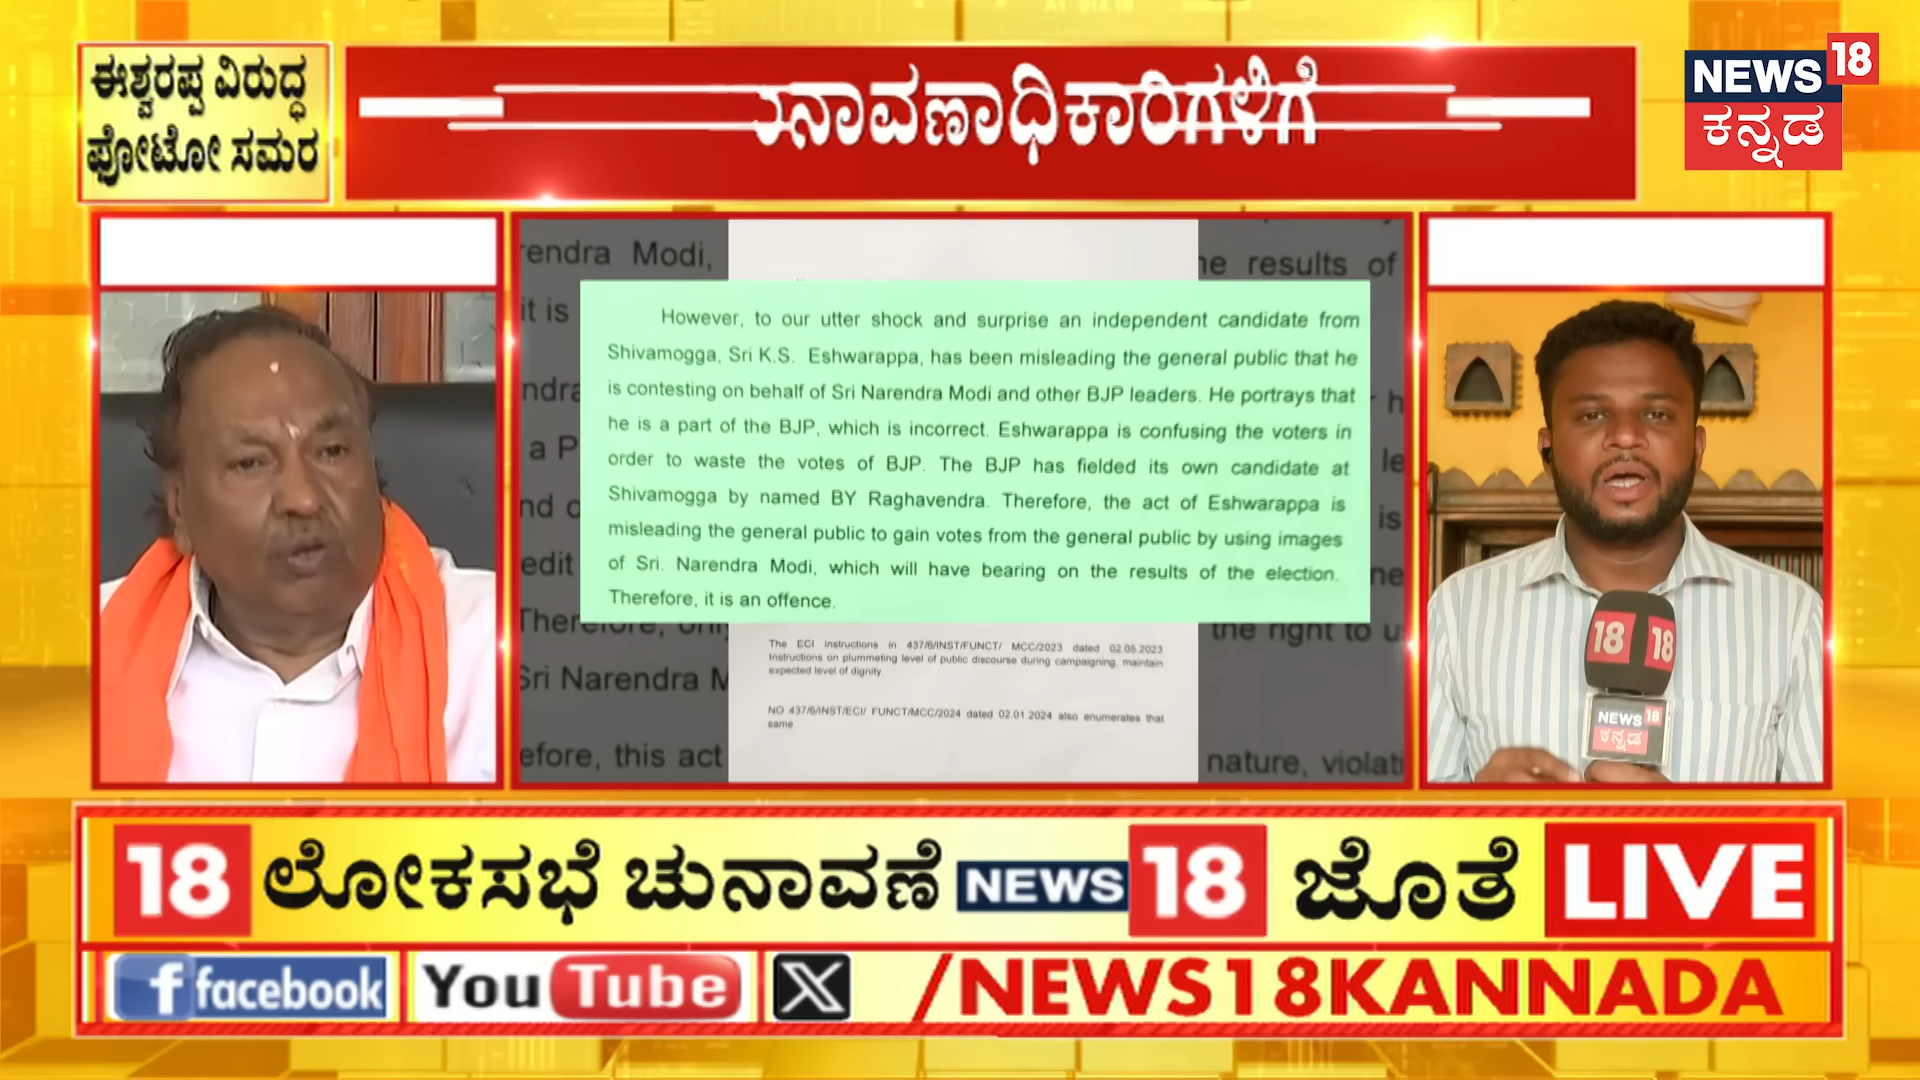 ಈಶ್ವರಪ್ಪ ವಿರುದ್ಧ
ಫೋಟೋ ಸಮರ
ುನಾವಣಾಧಿಕಾರಿಗಳಿಗೆ
NEWS 18
ಕನ್ನಡ
endra Modi,
he results of
it is
However, to our utter shock and surprise an independent candidate from
Shivamogga, Sri K.S. Eshwarappa, has been misleading the general public that he
is contesting on behalf of Sri Narendra Modi and other BJP leaders. He portrays that
he is a part of the BJP, which is incorrect. Eshwarappa is confusing the voters in
order to waste the votes of BJP. The BJP has fielded its own candidate at
Shivamogga by named BY Raghavendra. Therefore, the act of Eshwarappa is
misleading the general public to gain votes from the general public by using images
of Sri. Narendra Modi, which will have bearing on the results of the election.
Therefore, it is an offence.
ndra
a P
nd
edit
is
the right to u
Sri Narendra M
efore, this act
nature, violati
The ECI instructions in 437/6/INST/FUNCT/ MCC/2023 dated 02.05.2023
Instructions on plummeting level of public discourse during campaigning, maintain
expected level of dignity
NO 437/6/INST/ECI/ FUNCT/MCC/2024 dated 02.01.2024 also enumerates that
same.
18 18
NEWS 18
ಕನ್ನಡ
18 ಲೋಕಸಭೆ ಚುನಾವಣೆ NEWS 18 ಜೊತೆ LIVE
facebook YouTube X /NEWS18KANNADA